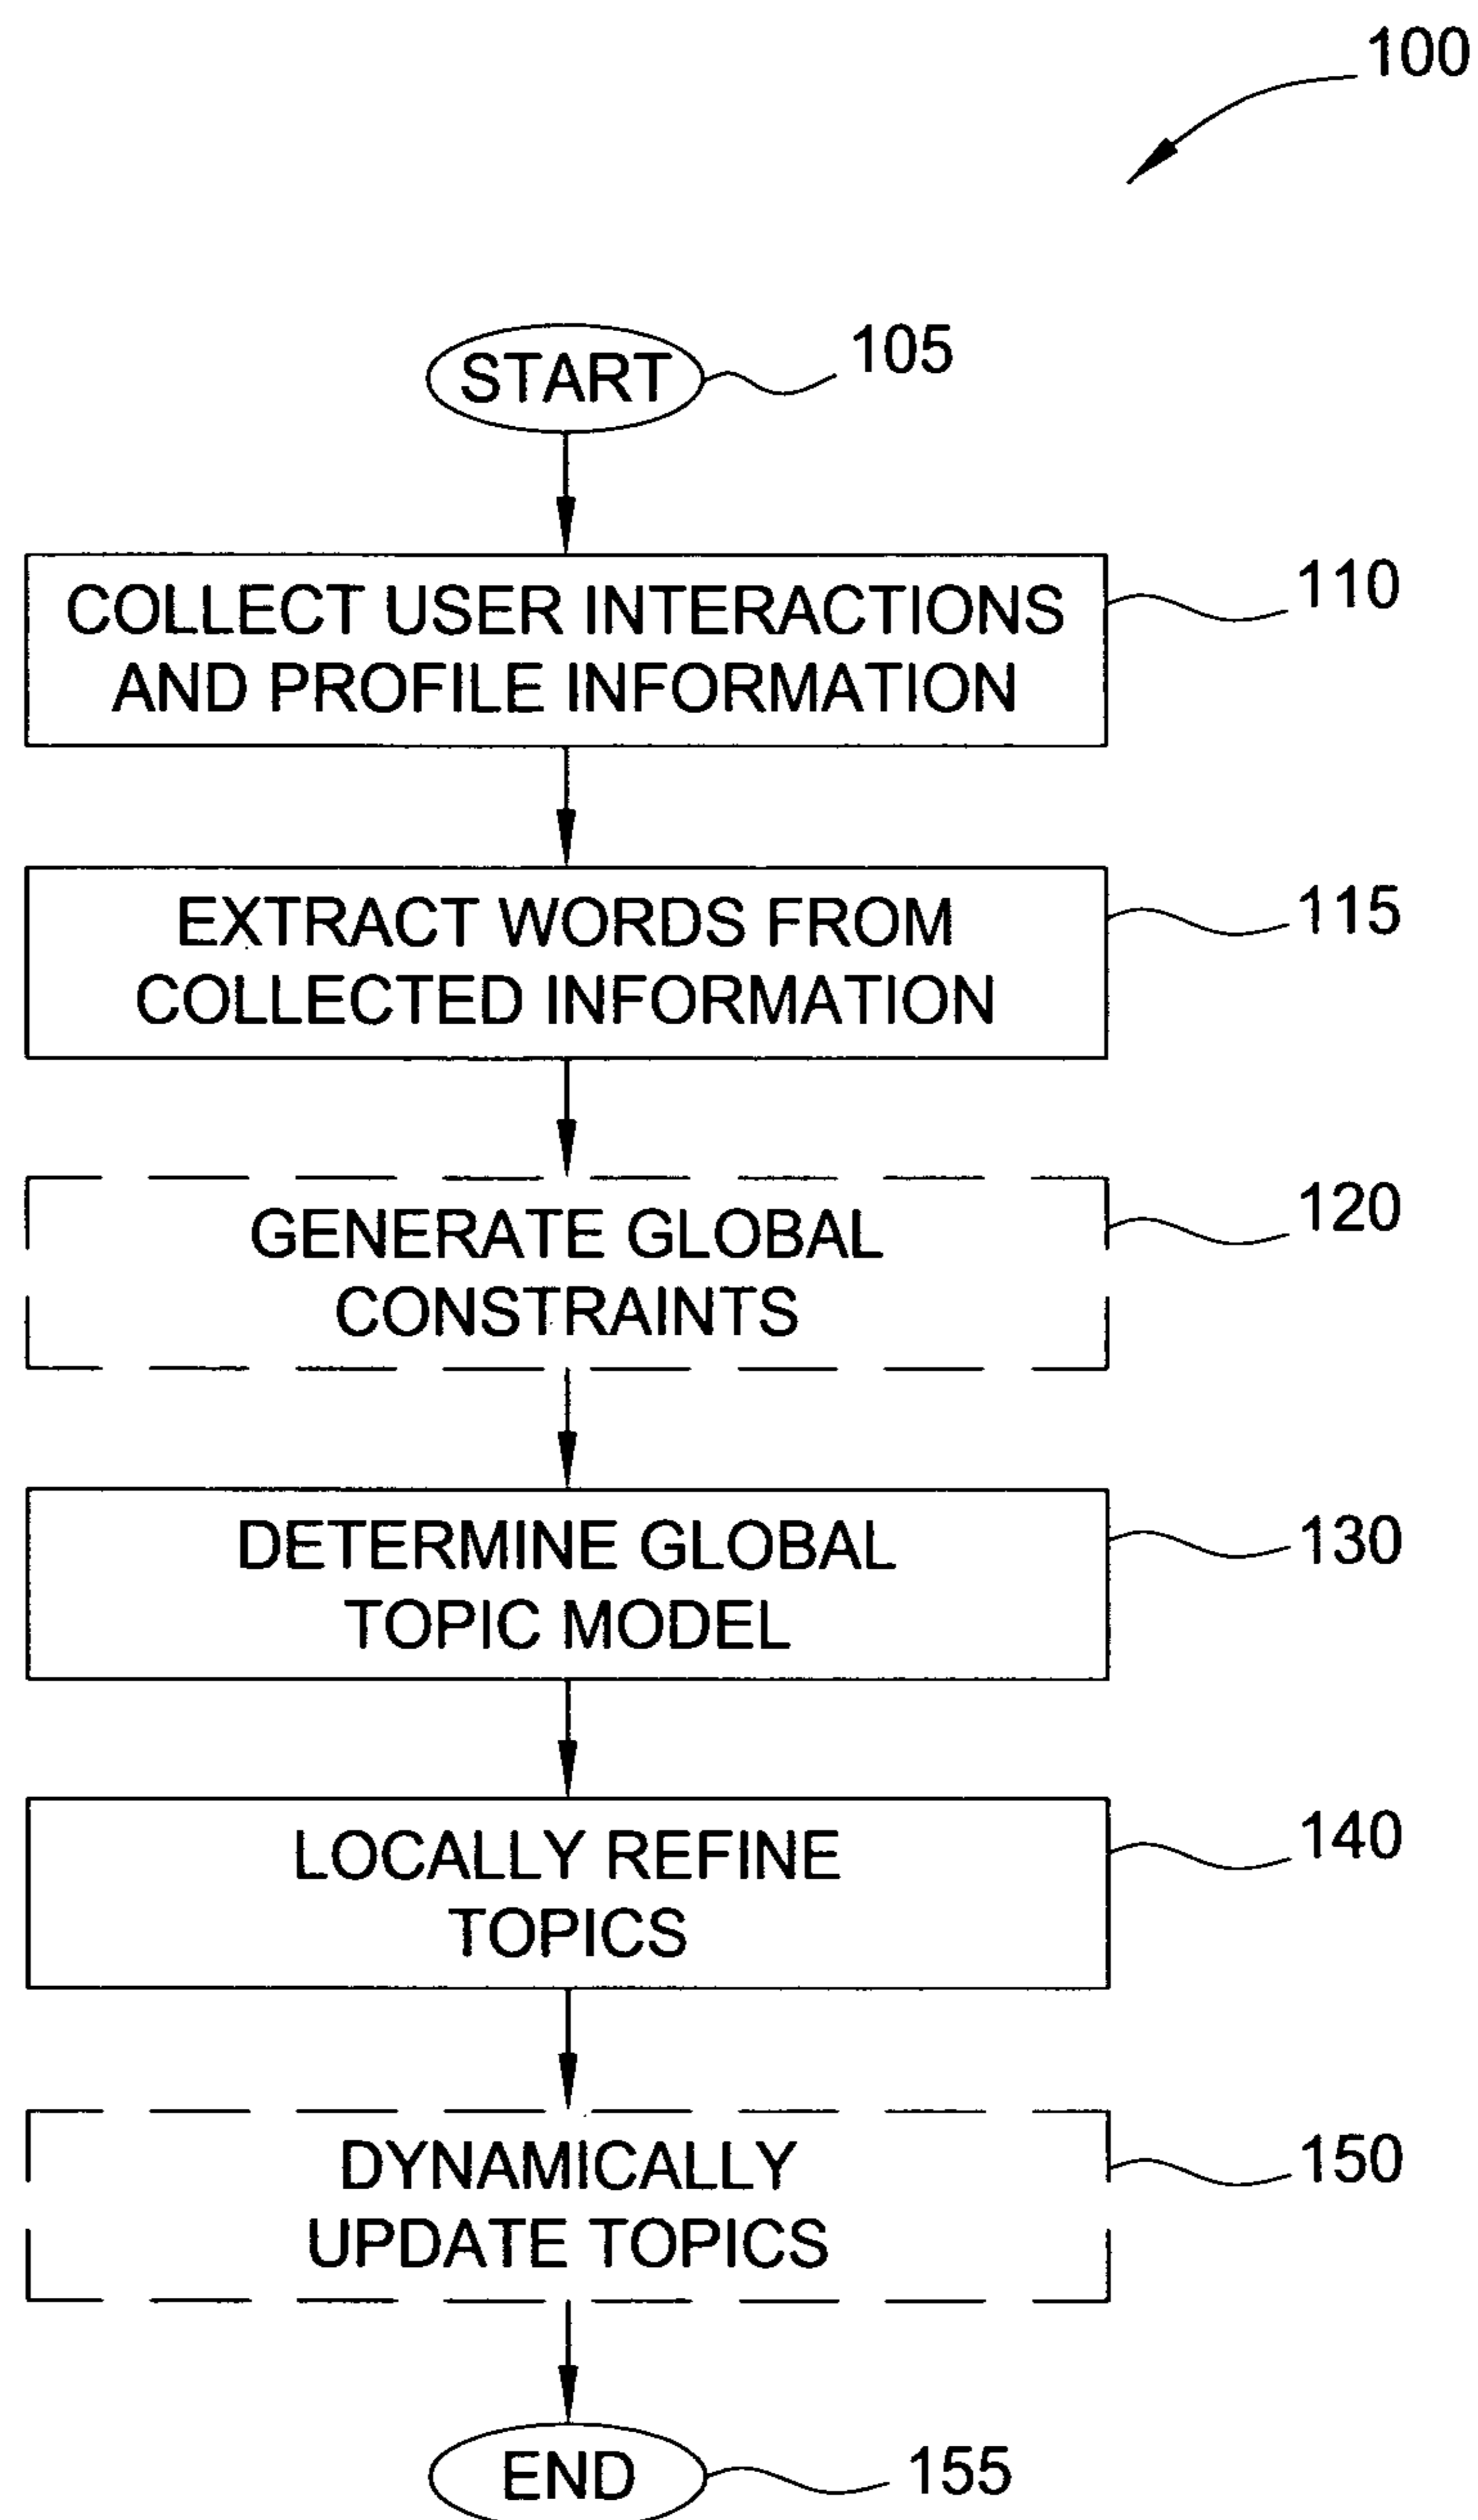 100
START
105
COLLECT USER INTERACTIONS
AND PROFILE INFORMATION
110
EXTRACT WORDS FROM
COLLECTED INFORMATION
115
GENERATE GLOBAL
CONSTRAINTS
120
DETERMINE GLOBAL
TOPIC MODEL
130
LOCALLY REFINE
TOPICS
140
DYNAMICALLY
UPDATE TOPICS
150
END
155